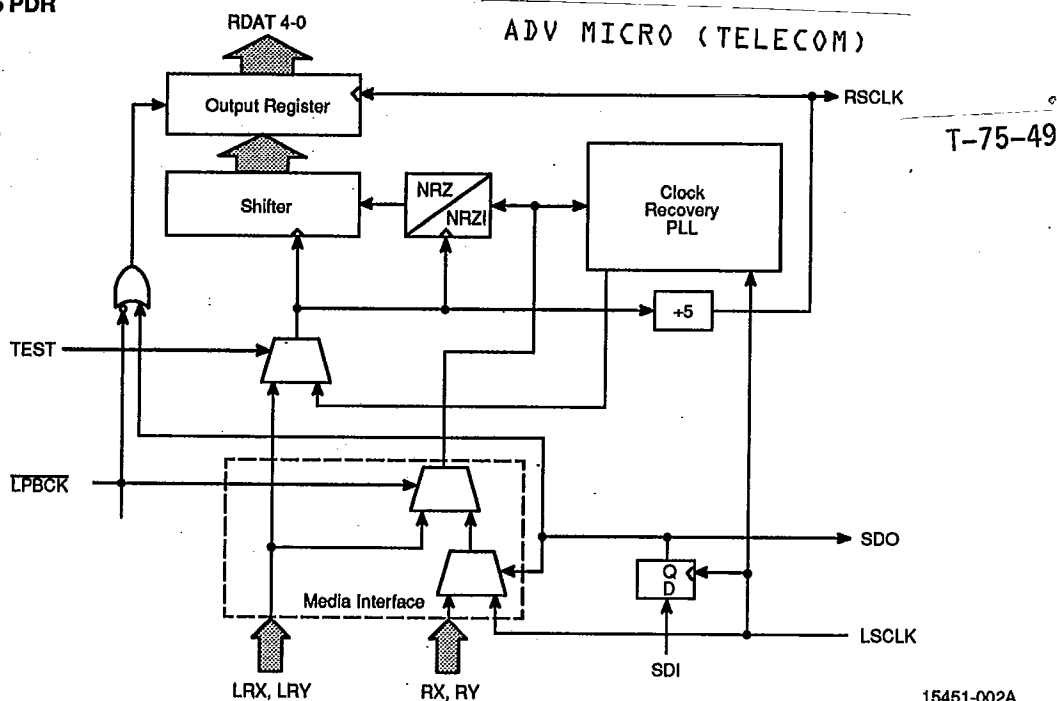 PDR
ADV MICRO (TELECOM)
RDAT 4-0
Output Register
RSCLK
T-75-49
Shifter
NRZ
NRZI
Clock
Recovery
PLL
÷5
TEST
LPBCK
SDO
Q
D
Media Interface
LSCLK
SDI
LRX, LRY
RX, RY
15451-002A